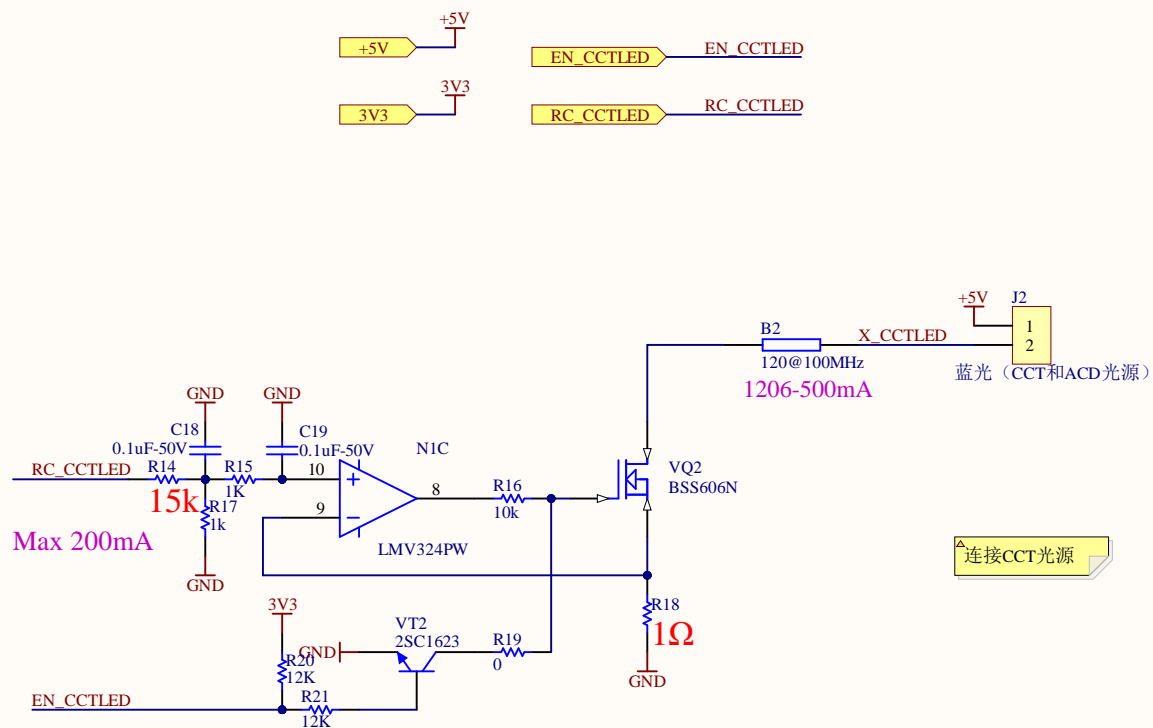 +5V
+5V
EN_CCTLED
EN_CCTLED
3V3
3V3
RC_CCTLED
RC_CCTLED
+5V
J2
B2
X_CCTLED
1
2
120@100MHz
蓝光（CCT和ACD光源）
1206-500mA
GND
GND
C18
0.1uF-50V
C19
0.1uF-50V
N1C
RC_CCTLED
R14
R15
10
8
R16
VQ2
BSS606N
15k
1K
R17
1k
9
10k
Max 200mA
LMV324PW
连接CCT光源
GND
3V3
R18
1Ω
VT2
2SC1623
R19
0
GND
R20
12K
GND
EN_CCTLED
R21
12K